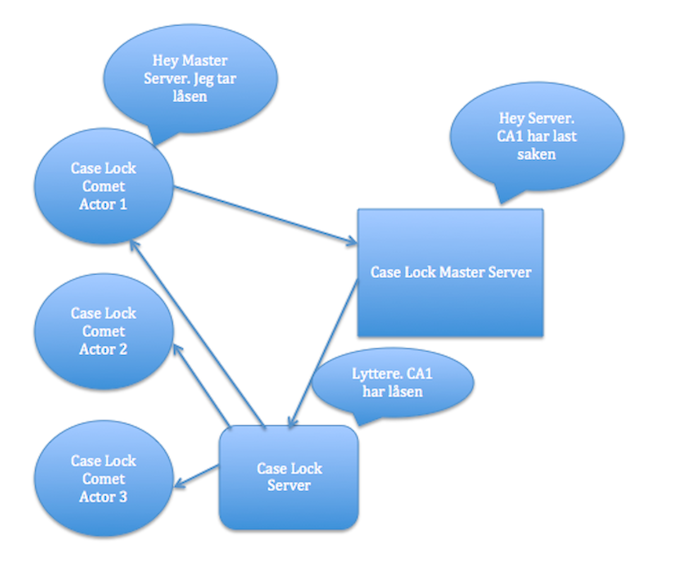 Hey Master
Server. Jeg tar
låsen
Hey Server.
CA1 har last
saken
Case Lock
Comet
Actor 1
Case Lock Master Server
Case Lock
Comet
Actor 2
Lyttere. CA1
har låsen
Case Lock
Comet
Actor 3
Case Lock
Server